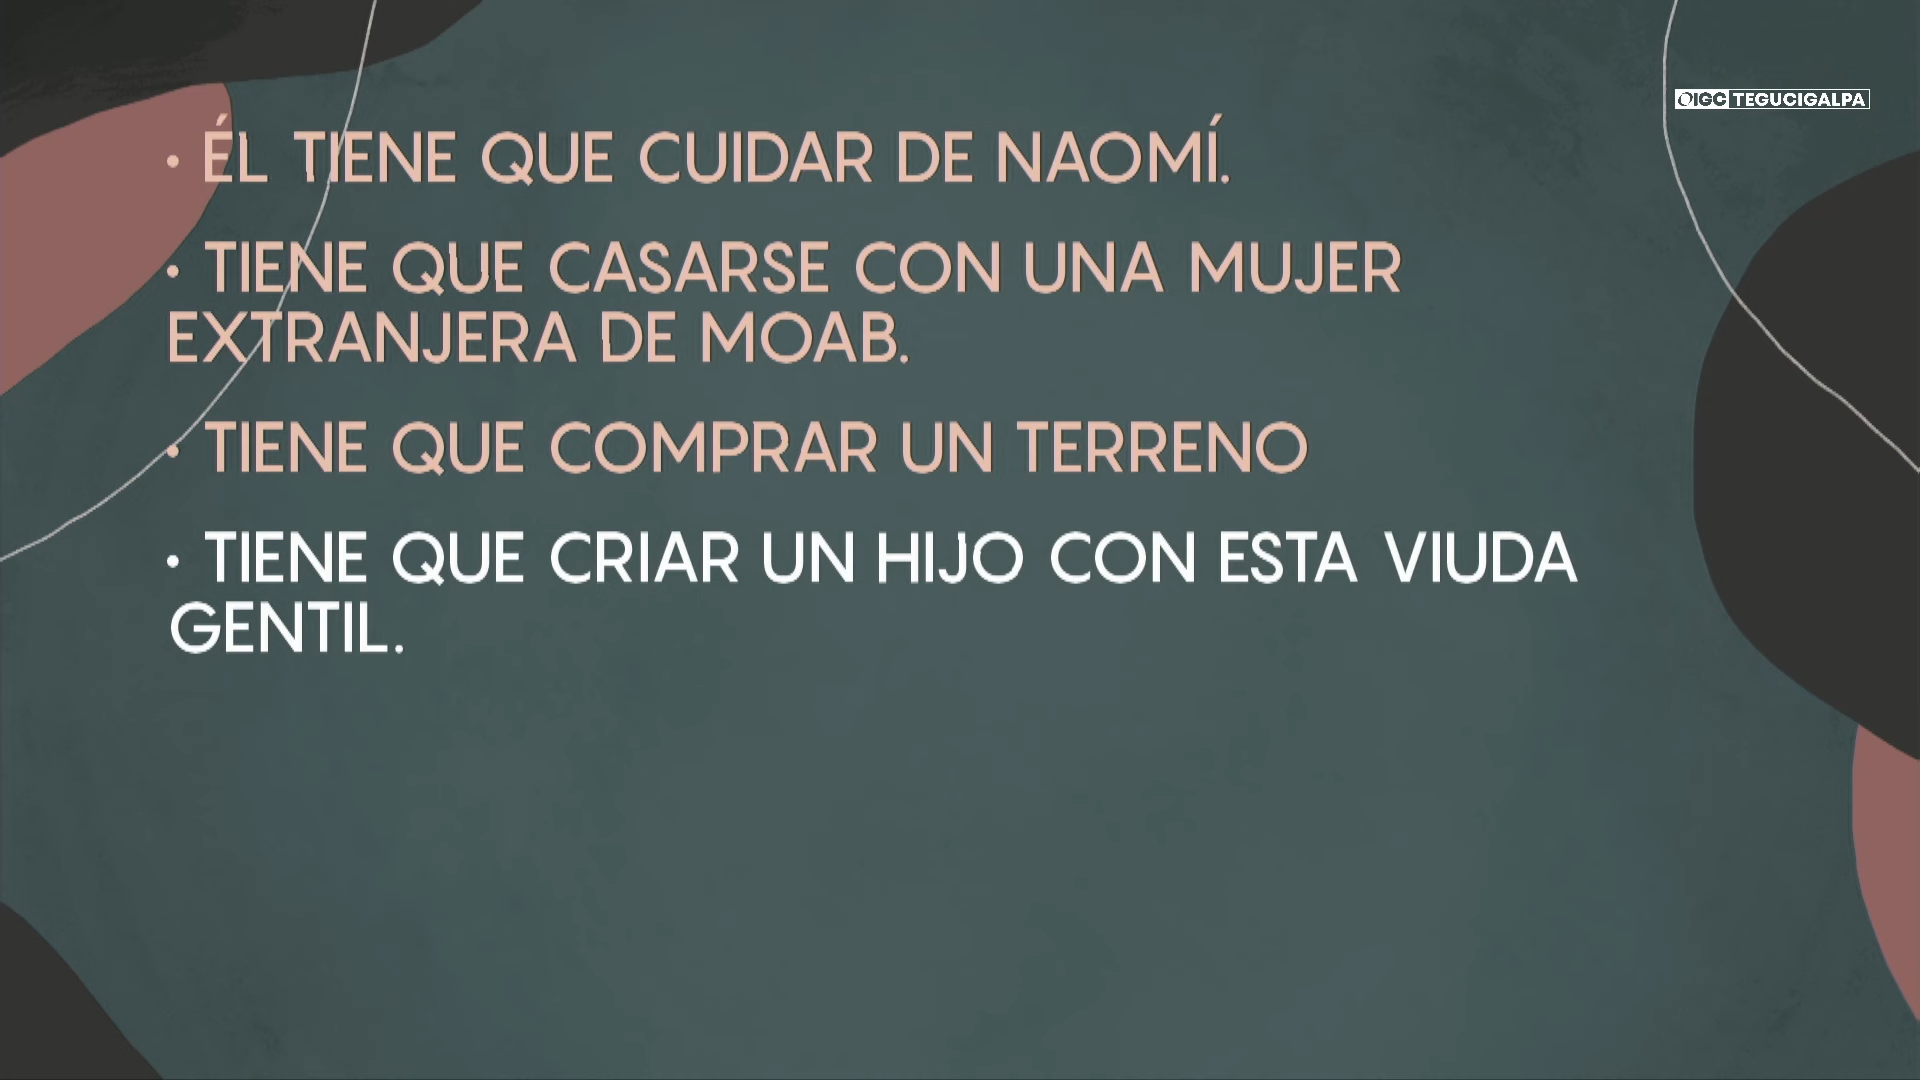 IGC TEGUCIGALPA
• ÉL TIENE QUE CUIDAR DE NAOMÍ.
• TIENE QUE CASARSE CON UNA MUJER
EXTRANJERA DE MOAB.
• TIENE QUE COMPRAR UN TERRENO
• TIENE QUE CRIAR UN HIJO CON ESTA VIUDA
GENTIL.